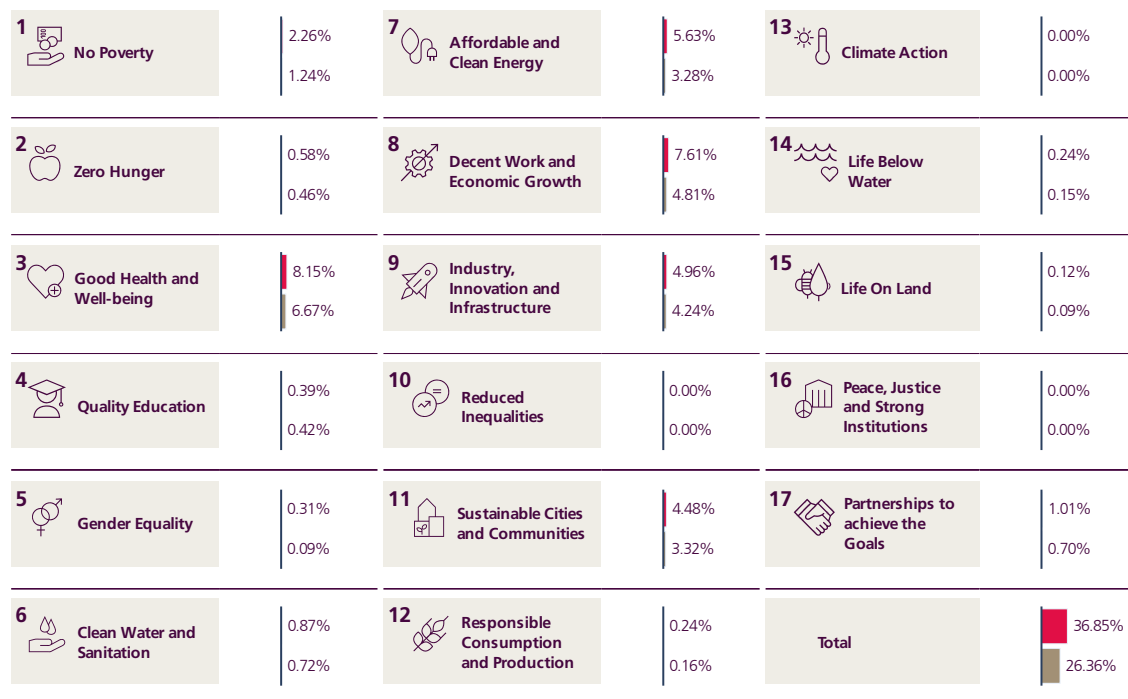 1
No Poverty
2.26%
1.24%
2
Zero Hunger
0.58%
0.46%
3
Good Health and
Well-being
8.15%
6.67%
4
Quality Education
0.39%
0.42%
5
Gender Equality
0.31%
0.09%
6
Clean Water and
Sanitation
0.87%
0.72%
7
Affordable and
Clean Energy
5.63%
3.28%
8
Decent Work and
Economic Growth
7.61%
4.81%
9
Industry,
Innovation and
Infrastructure
4.96%
4.24%
10
Reduced
Inequalities
0.00%
0.00%
11
Sustainable Cities
and Communities
4.48%
3.32%
12
Responsible
Consumption
and Production
0.24%
0.16%
13
Climate Action
0.00%
0.00%
14
Life Below
Water
0.24%
0.15%
15
Life On Land
0.12%
0.09%
16
Peace, Justice
and Strong
Institutions
0.00%
0.00%
17
Partnerships to
achieve the
Goals
1.01%
0.70%
Total
36.85%
26.36%